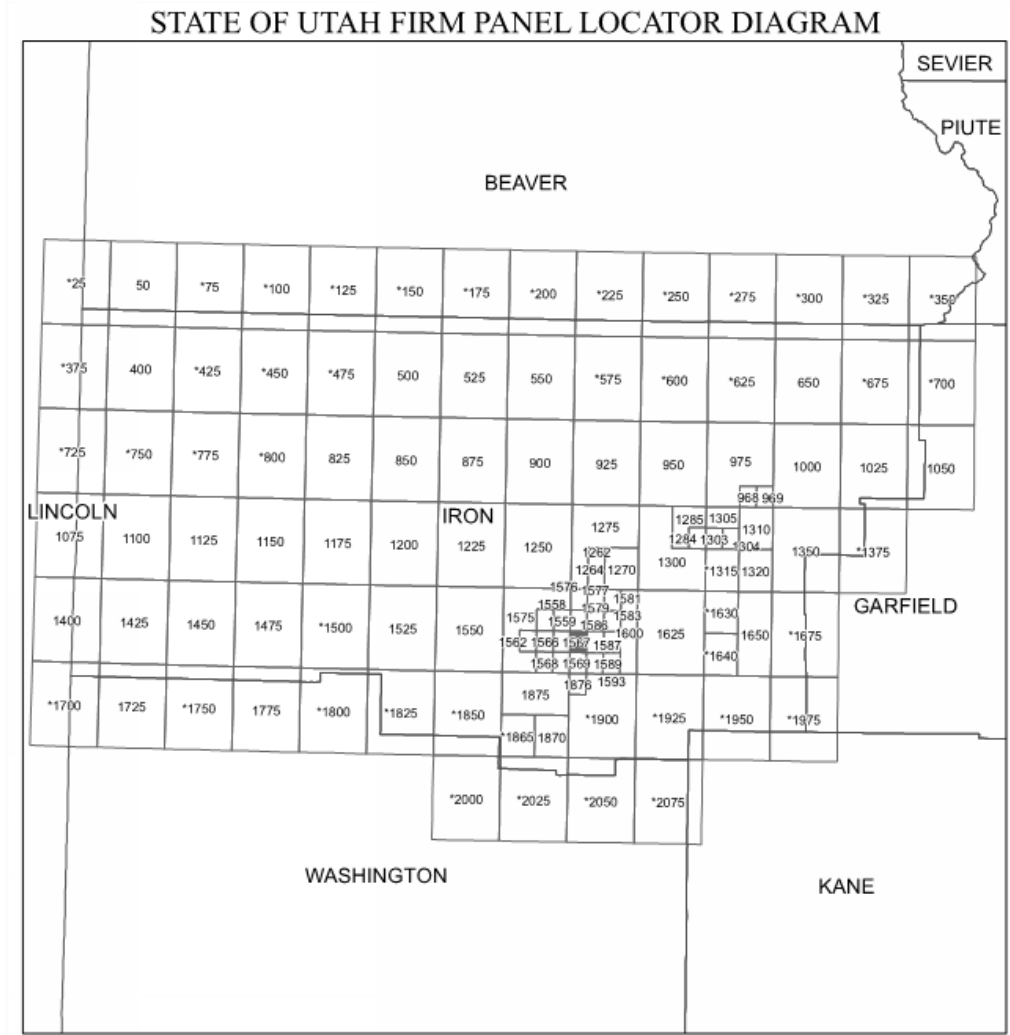 STATE OF UTAH FIRM PANEL LOCATOR DIAGRAM
SEVIER
PIUTE
BEAVER
*25 50 *75 *100 *125 *150 *175 *200 *225 *250 *275 *300 *325 *350
*375 400 *425 *450 *475 500 525 550 *575 *600 *625 650 *675 *700
*725 *750 *775 *800 825 850 875 900 925 950 975 1000 1025 1050
968 969
LINCOLN IRON
1285 1305
1275 1310
1075 1100 1125 1150 1175 1200 1225 1250 1284 1303 1304
1262 1300 1350 *1375
1264 1270 *1315 1320
1576 1577
1581
GARFIELD
1558 1579
1575 1559 1583 *1630
1400 1425 1450 1475 *1500 1525 1550 1586 1600 1625 1650 *1675
1562 1566 1567 1587
*1640
1568 1569 1589
1876 1593
1875
*1700 1725 *1750 1775 *1800 *1825 *1850 *1900 *1925 *1950 *1975
*1865 1870
*2000 *2025 *2050 *2075
WASHINGTON
KANE